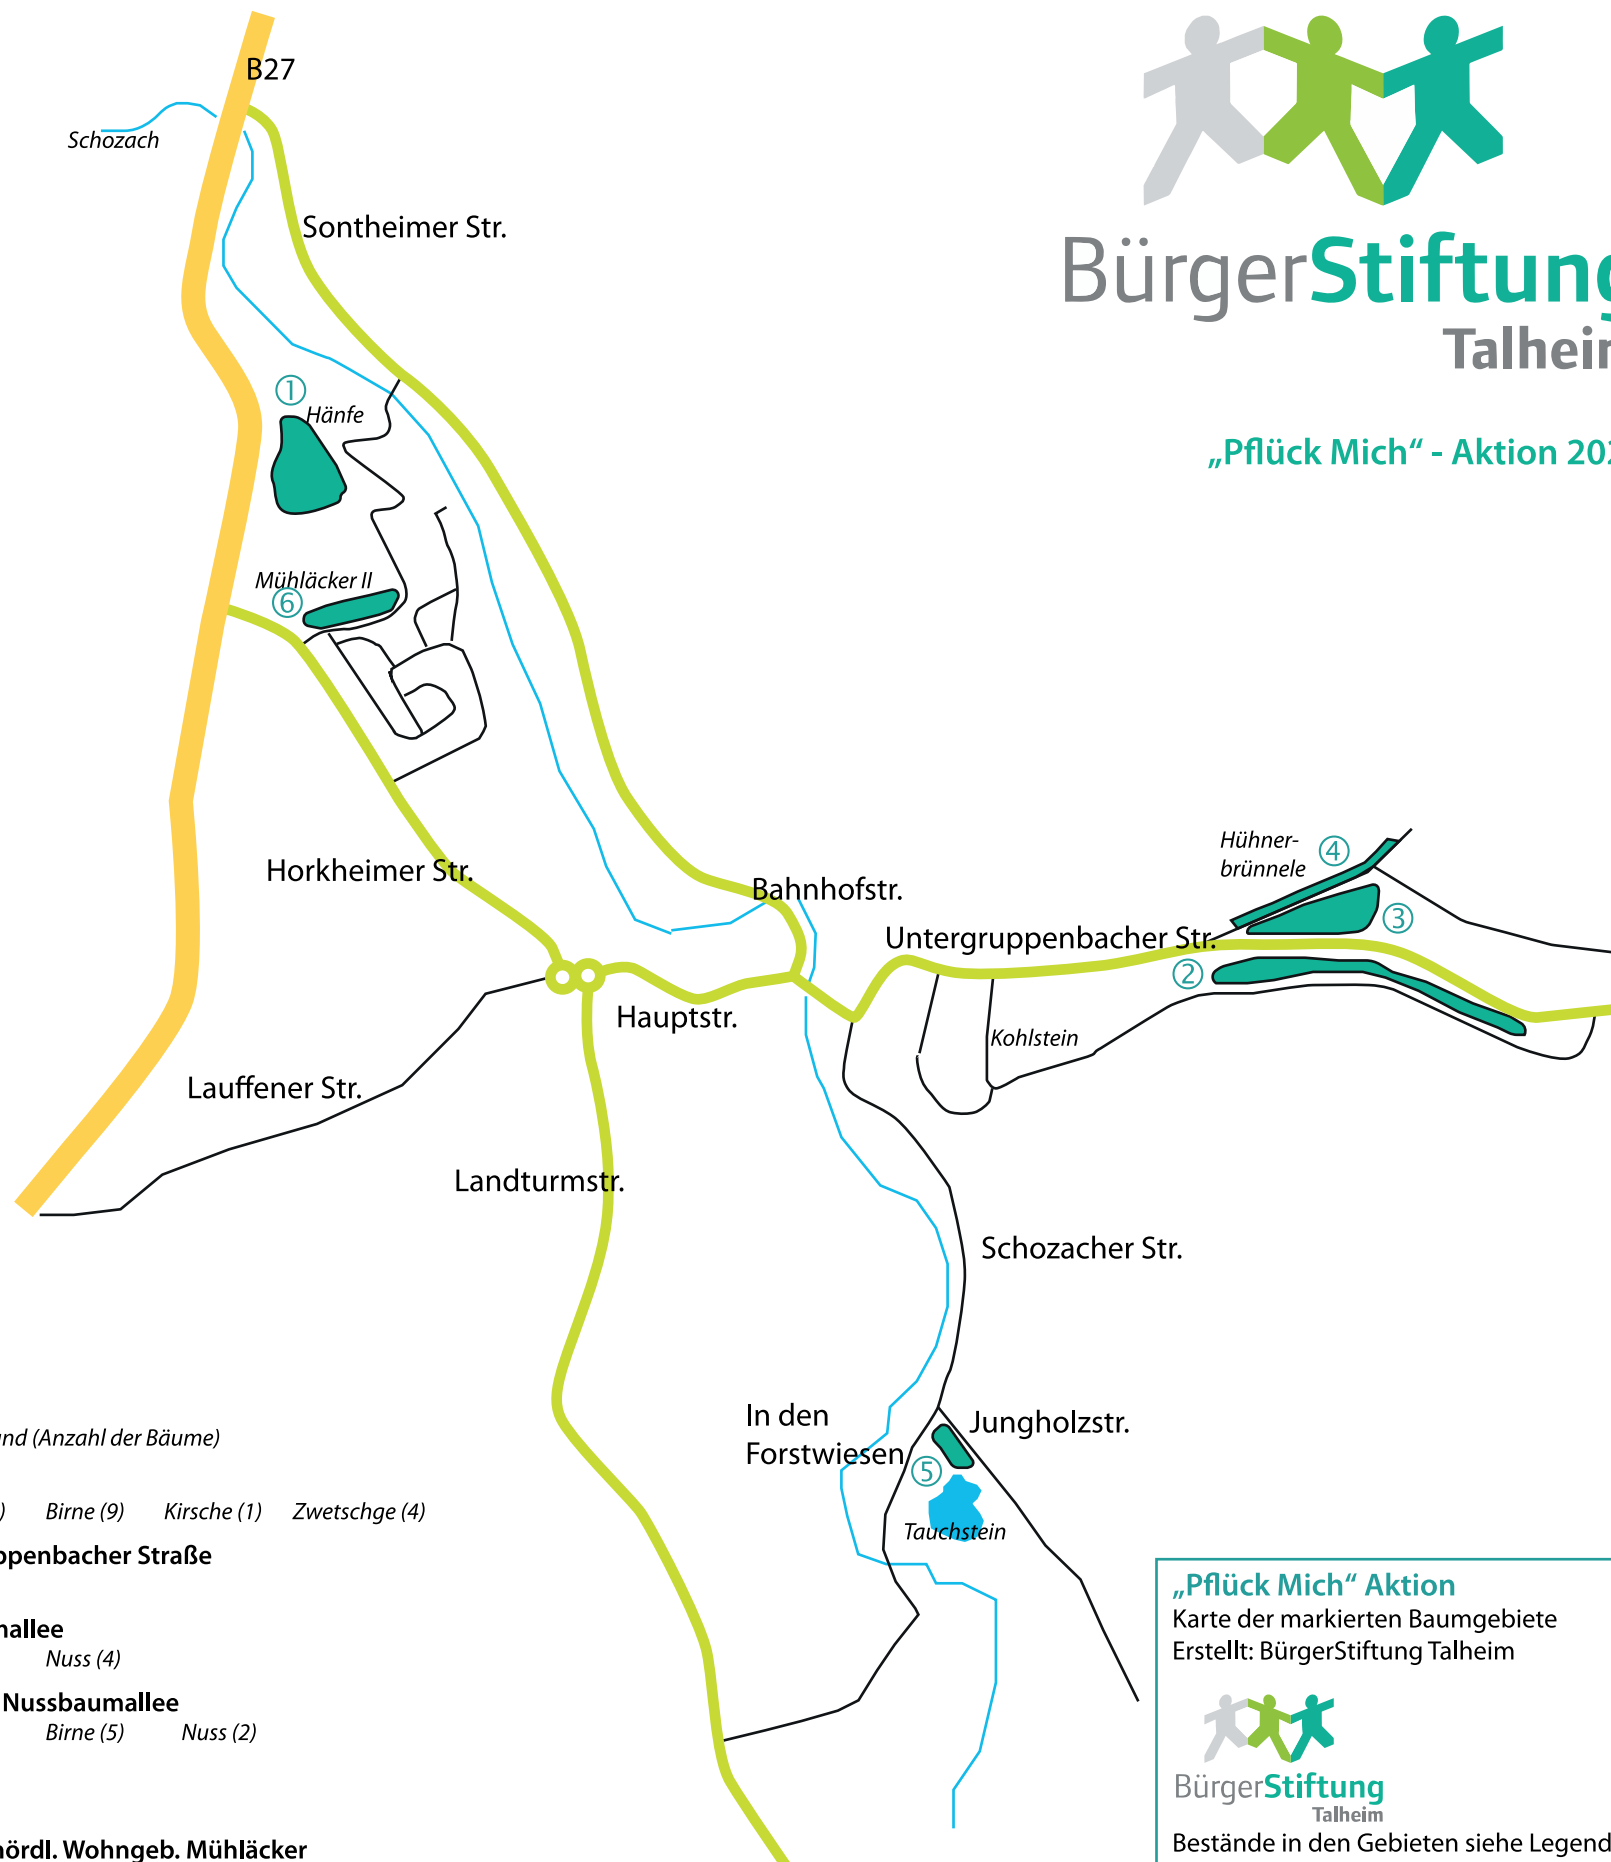 B27
Schozach
Sontheimer Str.
BürgerStiftung
Talheim
①
Hänfe
„Pflück Mich“ - Aktion 202
Mühläcker II
⑥
Hühner-
brünnele
④
Horkheimer Str.
Bahnhofstr.
③
Untergruppenbacher Str.
②
Hauptstr.
Kohlstein
Lauffener Str.
Landturmstr.
Schozacher Str.
In den
Forstwiesen
Jungholzstr.
⑤
Tauchstein
nd (Anzahl der Bäume)
) Birne (9) Kirsche (1) Zwetschge (4)
ppenbacher Straße
allee
Nuss (4)
Nussbaumallee
Birne (5) Nuss (2)
nördl. Wohngeb. Mühläcker
„Pflück Mich“ Aktion
Karte der markierten Baumgebiete
Erstellt: BürgerStiftung Talheim
BürgerStiftung
Talheim
Bestände in den Gebieten siehe Legend